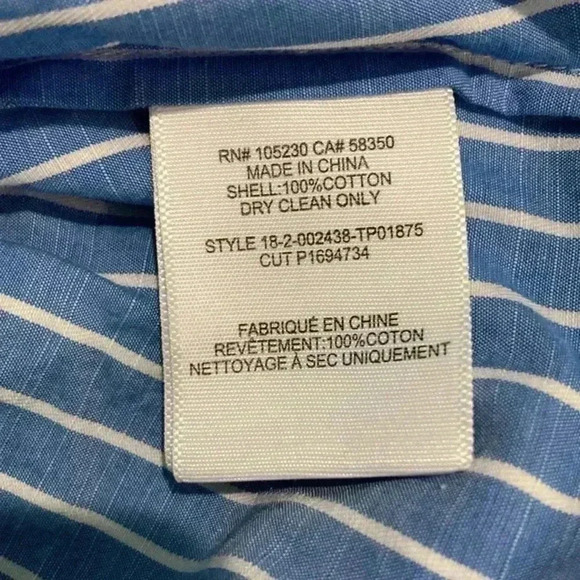 RN# 105230 CA# 58350
MADE IN CHINA
SHELL:100%COTTON
DRY CLEAN ONLY
STYLE 18-2-002438-TP01875
CUT P1694734
FABRIQUÉ EN CHINE
REVÊTEMENT:100%COTON
NETTOYAGE À SEC UNIQUEMENT